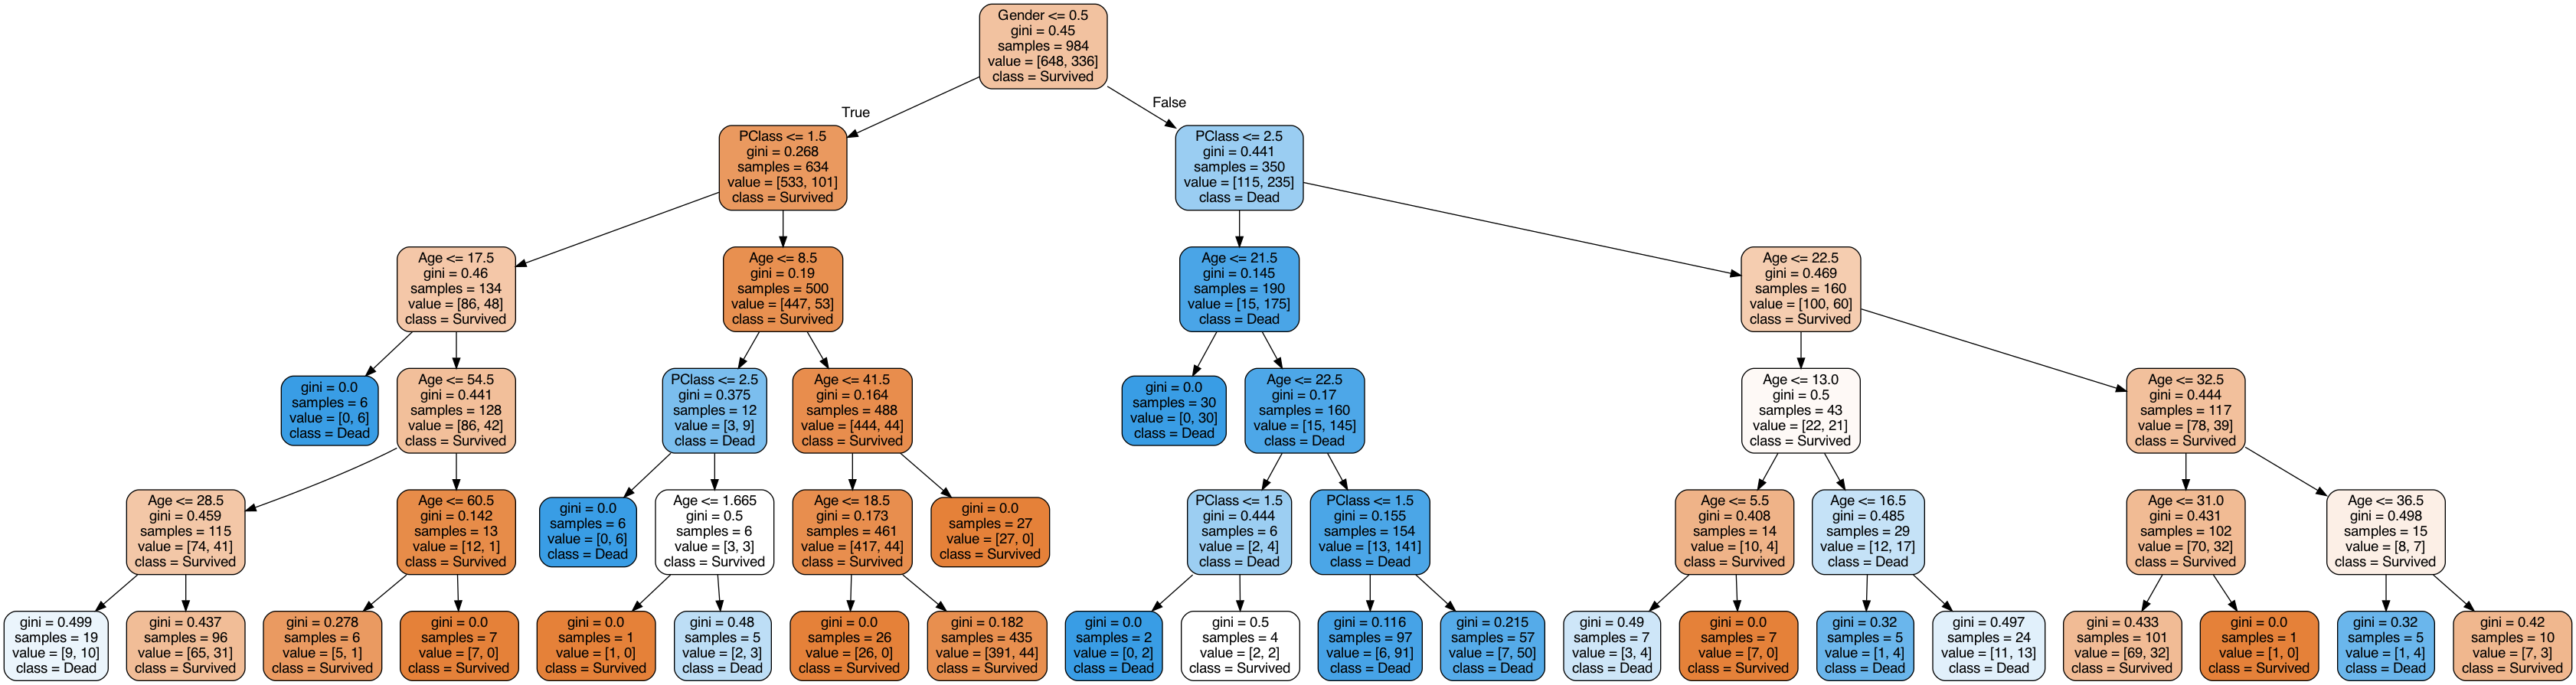 Gender <= 0.5
gini = 0.45
samples = 984
value = [648, 336]
class = Survived
True
False
PClass <= 1.5
gini = 0.268
samples = 634
value = [533, 101]
class = Survived
PClass <= 2.5
gini = 0.441
samples = 350
value = [115, 235]
class = Dead
Age <= 17.5
gini = 0.46
samples = 134
value = [86, 48]
class = Survived
Age <= 8.5
gini = 0.19
samples = 500
value = [447, 53]
class = Survived
Age <= 21.5
gini = 0.145
samples = 190
value = [15, 175]
class = Dead
Age <= 22.5
gini = 0.469
samples = 160
value = [100, 60]
class = Survived
gini = 0.0
samples = 6
value = [0, 6]
class = Dead
Age <= 54.5
gini = 0.441
samples = 128
value = [86, 42]
class = Survived
PClass <= 2.5
gini = 0.375
samples = 12
value = [3, 9]
class = Dead
Age <= 41.5
gini = 0.164
samples = 488
value = [444, 44]
class = Survived
gini = 0.0
samples = 30
value = [0, 30]
class = Dead
Age <= 22.5
gini = 0.17
samples = 160
value = [15, 145]
class = Dead
Age <= 13.0
gini = 0.5
samples = 43
value = [22, 21]
class = Survived
Age <= 32.5
gini = 0.444
samples = 117
value = [78, 39]
class = Survived
Age <= 28.5
gini = 0.459
samples = 115
value = [74, 41]
class = Survived
Age <= 60.5
gini = 0.142
samples = 13
value = [12, 1]
class = Survived
gini = 0.0
samples = 6
value = [0, 6]
class = Dead
Age <= 1.665
gini = 0.5
samples = 6
value = [3, 3]
class = Survived
Age <= 18.5
gini = 0.173
samples = 461
value = [417, 44]
class = Survived
gini = 0.0
samples = 27
value = [27, 0]
class = Survived
PClass <= 1.5
gini = 0.444
samples = 6
value = [2, 4]
class = Dead
PClass <= 1.5
gini = 0.155
samples = 154
value = [13, 141]
class = Dead
Age <= 5.5
gini = 0.408
samples = 14
value = [10, 4]
class = Survived
Age <= 16.5
gini = 0.485
samples = 29
value = [12, 17]
class = Dead
Age <= 31.0
gini = 0.431
samples = 102
value = [70, 32]
class = Survived
Age <= 36.5
gini = 0.498
samples = 15
value = [8, 7]
class = Survived
gini = 0.499
samples = 19
value = [9, 10]
class = Dead
gini = 0.437
samples = 96
value = [65, 31]
class = Survived
gini = 0.278
samples = 6
value = [5, 1]
class = Survived
gini = 0.0
samples = 7
value = [7, 0]
class = Survived
gini = 0.0
samples = 1
value = [1, 0]
class = Survived
gini = 0.48
samples = 5
value = [2, 3]
class = Dead
gini = 0.0
samples = 26
value = [26, 0]
class = Survived
gini = 0.182
samples = 435
value = [391, 44]
class = Survived
gini = 0.0
samples = 2
value = [0, 2]
class = Dead
gini = 0.5
samples = 4
value = [2, 2]
class = Survived
gini = 0.116
samples = 97
value = [6, 91]
class = Dead
gini = 0.215
samples = 57
value = [7, 50]
class = Dead
gini = 0.49
samples = 7
value = [3, 4]
class = Dead
gini = 0.0
samples = 7
value = [7, 0]
class = Survived
gini = 0.32
samples = 5
value = [1, 4]
class = Dead
gini = 0.497
samples = 24
value = [11, 13]
class = Dead
gini = 0.433
samples = 101
value = [69, 32]
class = Survived
gini = 0.0
samples = 1
value = [1, 0]
class = Survived
gini = 0.32
samples = 5
value = [1, 4]
class = Dead
gini = 0.42
samples = 10
value = [7, 3]
class = Survived